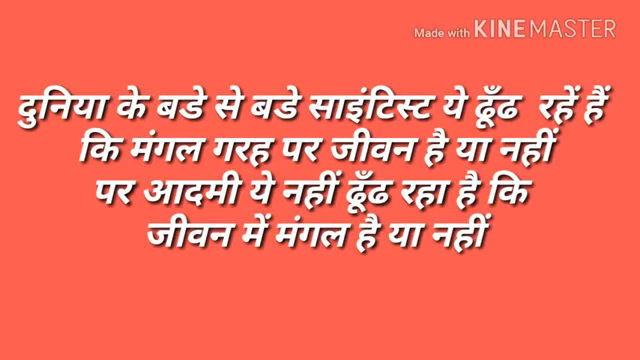 Made with KINEMASTER
दुनिया के बडे से बडे साइंटिस्ट ये ढूँढ रहें हैं
कि मंगल गरह पर जीवन है या नहीं
पर आदमी ये नहीं ढूँढ रहा है कि
जीवन में मंगल है या नहीं